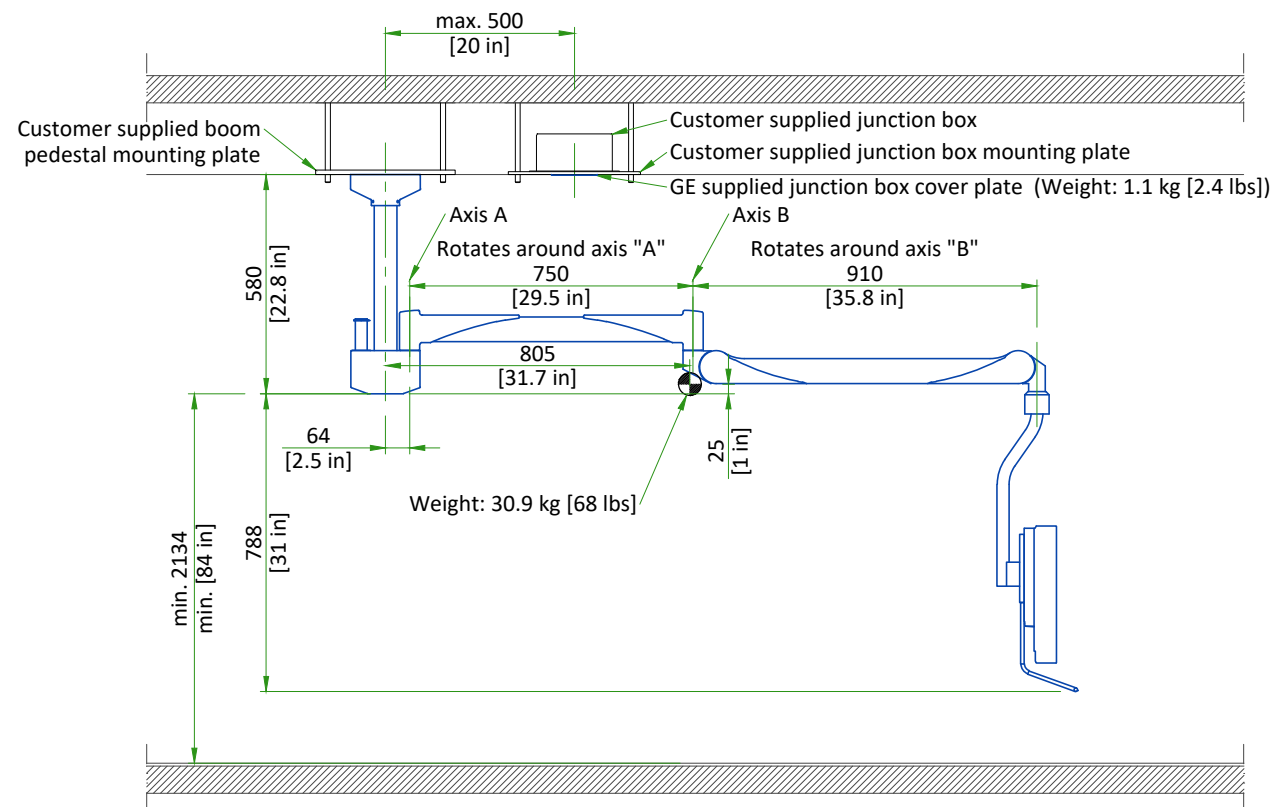 max. 500
[20 in]
Customer supplied boom
pedestal mounting plate
Customer supplied junction box
Customer supplied junction box mounting plate
GE supplied junction box cover plate (Weight: 1.1 kg [2.4 lbs])
Axis A
Axis B
Rotates around axis "A"
750
[29.5 in]
Rotates around axis "B"
910
[35.8 in]
580
[22.8 in]
805
[31.7 in]
64
[2.5 in]
25
[1 in]
Weight: 30.9 kg [68 lbs]
788
[31 in]
min. 2134
min. [84 in]